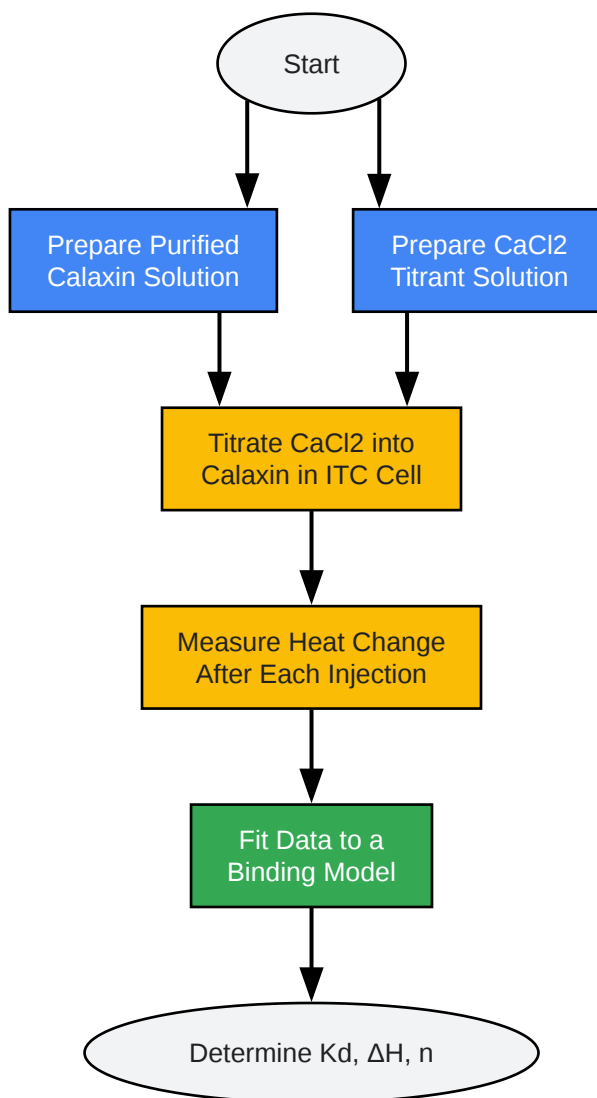 Start
Prepare Purified
Calaxin Solution
Prepare CaCl2
Titrant Solution
Titrate CaCl2 into
Calaxin in ITC Cell
Measure Heat Change
After Each Injection
Fit Data to a
Binding Model
Determine Kd, ΔH, n